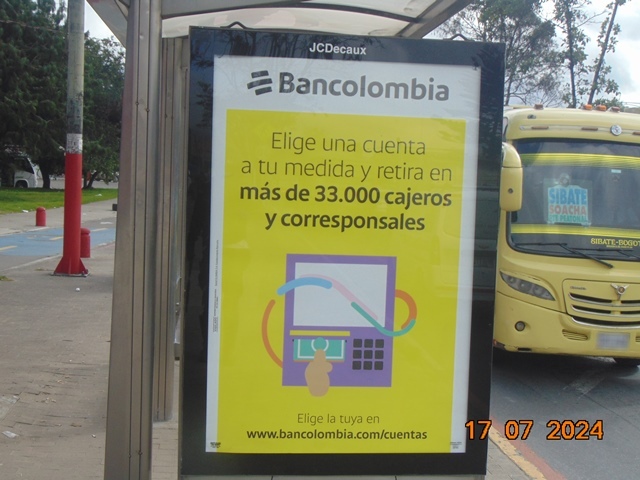 JCDecaux
Bancolombia
Elige una cuenta
a tu medida y retira en
más de 33.000 cajeros
y corresponsales
Elige la tuya en
www.bancolombia.com/cuentas
SIBATE
SOACHA
SIBATE-BOGOT
17 07 2024